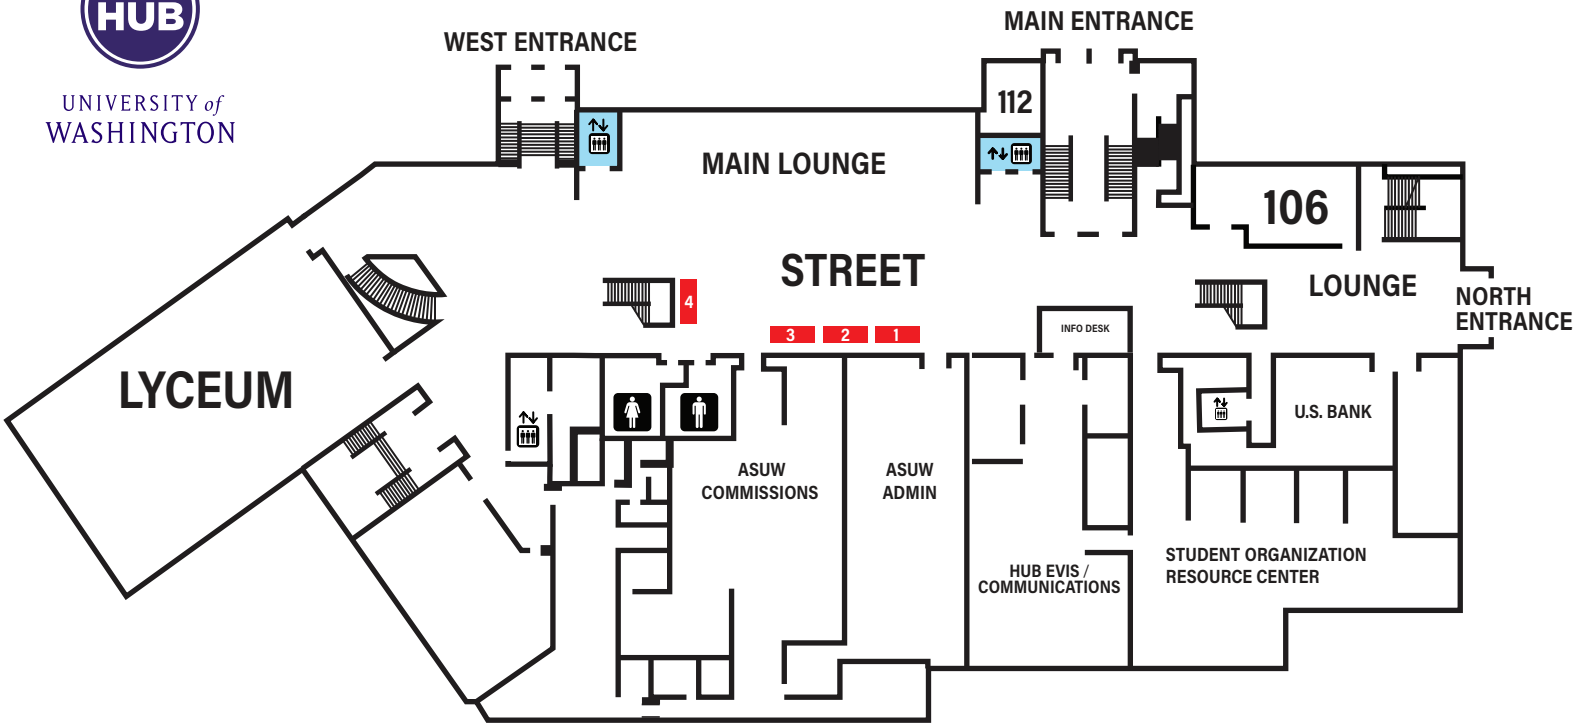 HUB
UNIVERSITY of
WASHINGTON
WEST ENTRANCE
MAIN ENTRANCE
112
MAIN LOUNGE
106
STREET
LOUNGE
NORTH
ENTRANCE
4
3 2 1
INFO DESK
LYCEUM
U.S. BANK
ASUW
COMMISSIONS
ASUW
ADMIN
HUB EVIS /
COMMUNICATIONS
STUDENT ORGANIZATION
RESOURCE CENTER